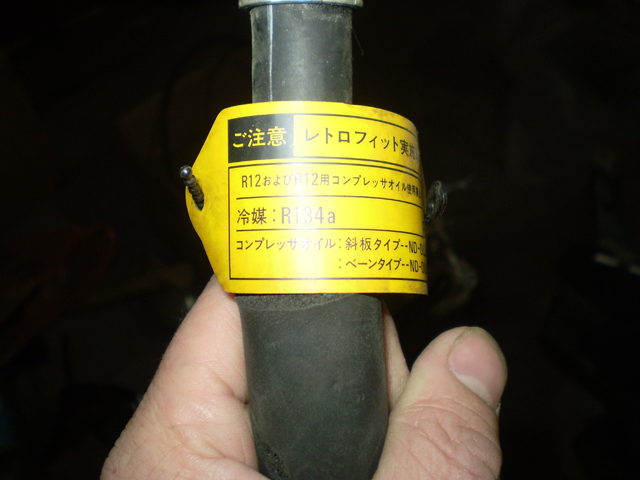 ご注意 レトロフィット実施
R12およびR12用コンプレッサオイル使用
冷媒:R134a
コンプレッサオイル:斜板タイプ--ND-
:ベーンタイプ--ND-